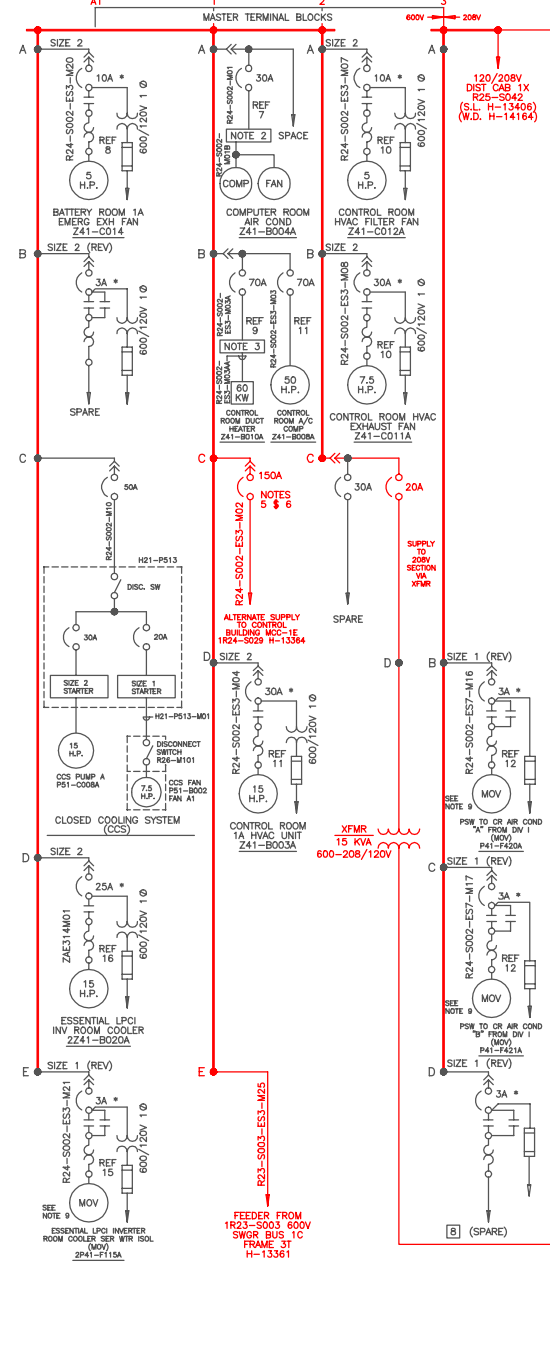 A1
1
2
3
MASTER TERMINAL BLOCKS
600V
208V
A
SIZE 2
R24-S002-ES3-M20
10A *
REF
8
600/120V 1 Ø
5
H.P.
BATTERY ROOM 1A
EMERG EXH FAN
Z41-C014
B
SIZE 2 (REV)
3A *
600/120V 1 Ø
SPARE
C
50A
R24-S002-M10
H21-P513
DISC. SW
30A
20A
SIZE 2
STARTER
SIZE 1
STARTER
H21-P513-M01
DISCONNECT
SWITCH
R26-M101
15
H.P.
7.5
H.P.
CCS PUMP A
P51-C008A
CCS FAN
P51-B002
FAN A1
CLOSED COOLING SYSTEM
(CCS)
D
SIZE 2
25A *
ZAE314M01
REF
16
600/120V 1Ø
15
H.P.
ESSENTIAL LPCI
INV ROOM COOLER
2Z41-B020A
E
SIZE 1 (REV)
R24-S002-ES3-M21
3A *
REF
15
600/120V 1Ø
MOV
SEE
NOTE 9
ESSENTIAL LPCI INVERTER
ROOM COOLER SER WTR ISOL
(MOV)
2P41-F115A
A
R24-S002-M01
30A
REF
7
NOTE 2
SPACE
R24-S002-
M01B
COMP
FAN
COMPUTER ROOM
AIR COND
Z41-B004A
B
R24-S002-
ES3-M03A
70A
R24-S002-ES3-M03
70A
REF
9
REF
11
NOTE 3
R24-S002-
ES3-M03AA
60
KW
50
H.P.
CONTROL
ROOM DUCT
HEATER
Z41-B010A
CONTROL
ROOM A/C
COMP
Z41-B008A
C
150A
NOTES
5 $ 6
R24-S002-ES3-M02
ALTERNATE SUPPLY
TO CONTROL
BUILDING MCC-1E
1R24-S029 H-13364
D
SIZE 2
R24-S002-ES3-M04
30A *
REF
11
600/120V 1Ø
15
H.P.
CONTROL ROOM
1A HVAC UNIT
Z41-B003A
E
R23-S003-ES3-M25
FEEDER FROM
1R23-S003 600V
SWGR BUS 1C
FRAME 3T
H-13361
A
SIZE 2
R24-S002-ES3-M07
10A *
REF
10
600/120V 1 Ø
5
H.P.
CONTROL ROOM
HVAC FILTER FAN
Z41-C012A
B
SIZE 2
R24-S002-ES3-M08
30A *
REF
10
600/120V 1 Ø
7.5
H.P.
CONTROL ROOM HVAC
EXHAUST FAN
Z41-C011A
C
30A
20A
SPARE
SUPPLY
TO
208V
SECTION
VIA
XFMR
D
XFMR
15 KVA
600-208/120V
A
120/208V
DIST CAB 1X
R25-S042
(S.L. H-13406)
(W.D. H-14164)
B
SIZE 1 (REV)
R24-S002-ES7-M16
3A *
REF
12
MOV
SEE
NOTE 9
PSW TO CR AIR COND
"A" FROM DIV I
(MOV)
P41-F420A
C
SIZE 1 (REV)
R24-S002-ES7-M17
3A *
REF
12
MOV
SEE
NOTE 9
PSW TO CR AIR COND
"B" FROM DIV I
(MOV)
P41-F421A
D
SIZE 1 (REV)
3A *
8 (SPARE)